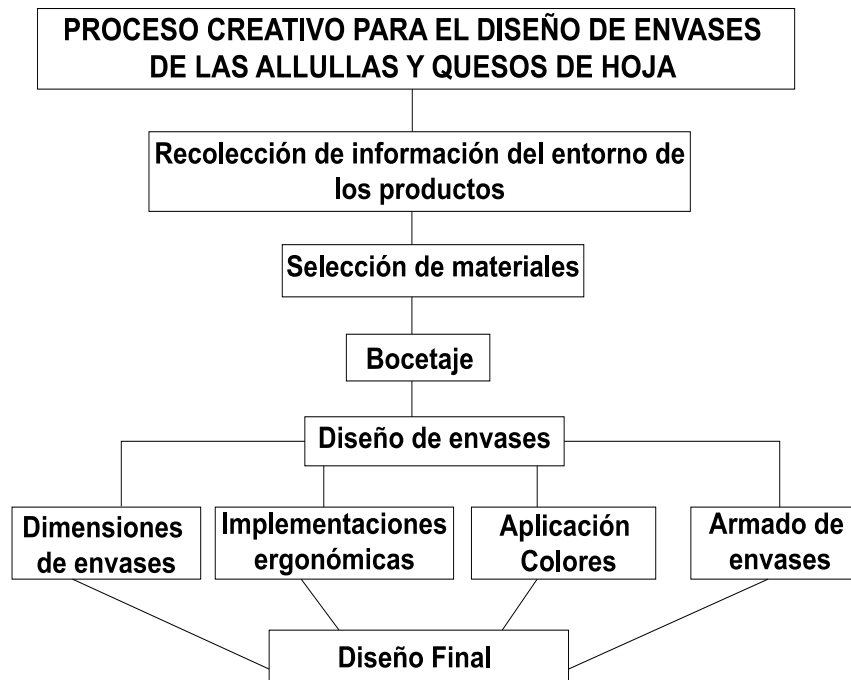 PROCESO CREATIVO PARA EL DISEÑO DE ENVASES
DE LAS ALLULLAS Y QUESOS DE HOJA
Recolección de información del entorno de
los productos
Selección de materiales
Bocetaje
Diseño de envases
Dimensiones
de envases
Implementaciones
ergonómicas
Aplicación
Colores
Armado de
envases
Diseño Final